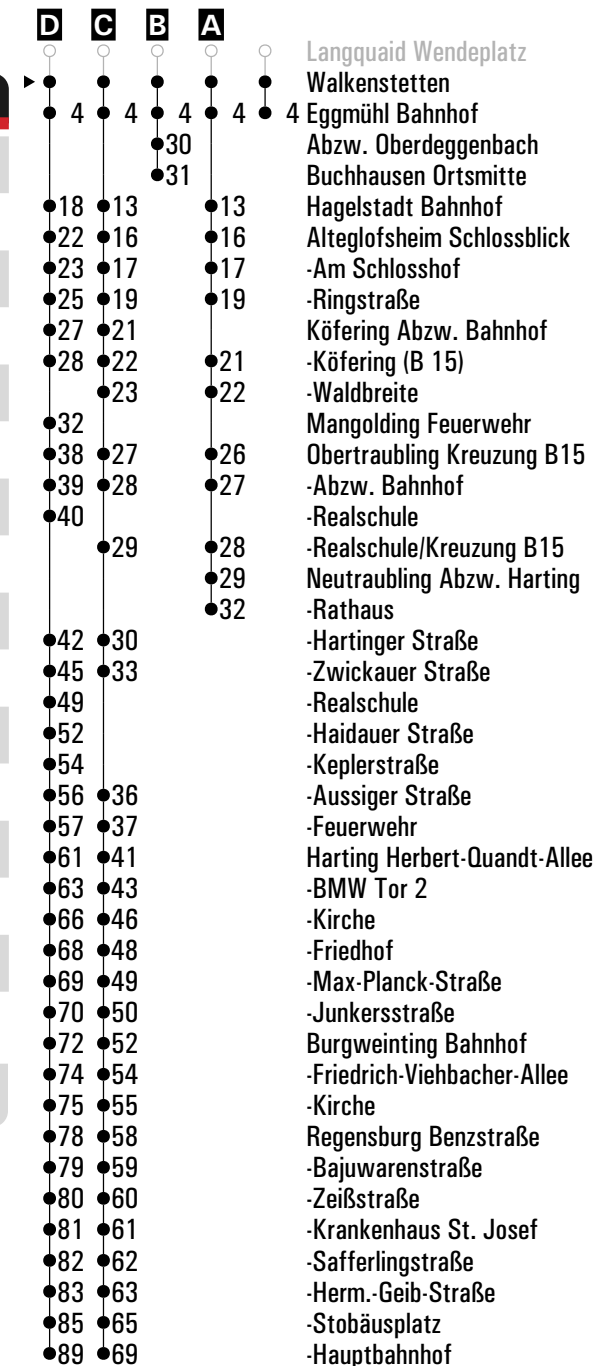 D C B A
Langquaid Wendeplatz
Walkenstetten
4 4 4 4 4 Eggmühl Bahnhof
30 Abzw. Oberdeggenbach
31 Buchhausen Ortsmitte
18 13 13 Hagelstadt Bahnhof
22 16 16 Alteglofsheim Schlossblick
23 17 17 -Am Schlosshof
25 19 19 -Ringstraße
27 21 Köfering Abzw. Bahnhof
28 22 21 -Köfering (B 15)
23 22 -Waldbreite
32 Mangolding Feuerwehr
38 27 26 Obertraubling Kreuzung B15
39 28 27 -Abzw. Bahnhof
40 -Realschule
29 28 -Realschule/Kreuzung B15
29 Neutraubling Abzw. Harting
32 -Rathaus
42 30 -Hartinger Straße
45 33 -Zwickauer Straße
49 -Realschule
52 -Haidauer Straße
54 -Keplerstraße
56 36 -Aussiger Straße
57 37 -Feuerwehr
61 41 Harting Herbert-Quandt-Allee
63 43 -BMW Tor 2
66 46 -Kirche
68 48 -Friedhof
69 49 -Max-Planck-Straße
70 50 -Junkersstraße
72 52 Burgweinting Bahnhof
74 54 -Friedrich-Viehbacher-Allee
75 55 -Kirche
78 58 Regensburg Benzstraße
79 59 -Bajuwarenstraße
80 60 -Zeißstraße
81 61 -Krankenhaus St. Josef
82 62 -Safferlingstraße
83 63 -Herm.-Geib-Straße
85 65 -Stobäusplatz
89 69 -Hauptbahnhof